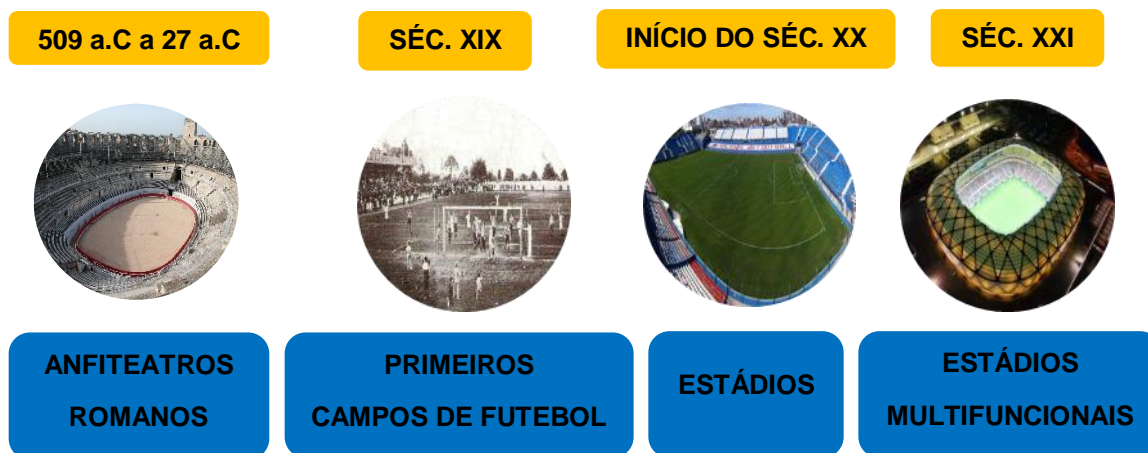 509 a.C a 27 a.C
SÉC. XIX
INÍCIO DO SÉC. XX
SÉC. XXI
ANFITEATROS
ROMANOS
PRIMEIROS
CAMPOS DE FUTEBOL
ESTÁDIOS
ESTÁDIOS
MULTIFUNCIONAIS